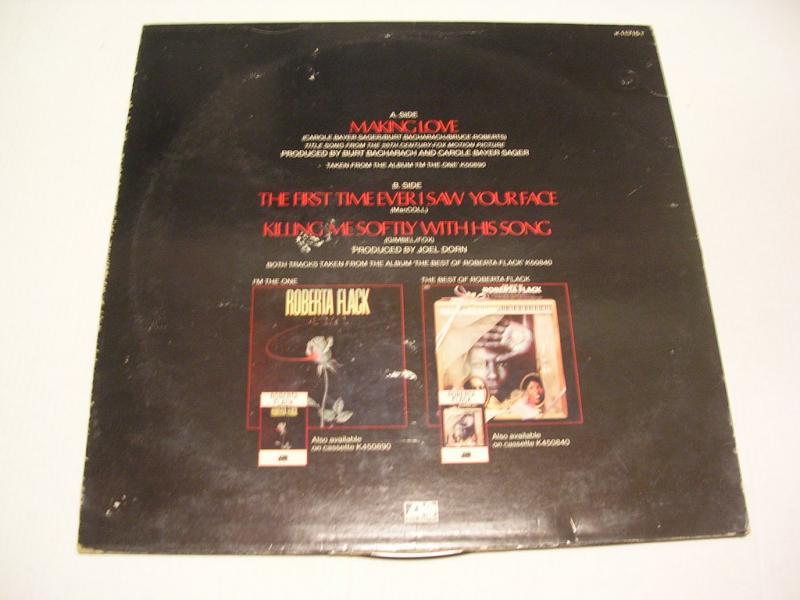 A. SIDE
MAKING LOVE
(CAROLE BAYER SAGER/BURT BACHARACH/BRUCE ROBERTS)
TITLE SONG FROM THE 20TH CENTURY-FOX MOTION PICTURE
PRODUCED BY BURT BACHARACH AND CAROLE BAYER SAGER
TAKEN FROM THE ALBUM 'I'M THE ONE' K50890
B. SIDE
THE FIRST TIME EVER I SAW YOUR FACE
(MacCOLL)
KILLING ME SOFTLY WITH HIS SONG
(GIMBEL/FOX)
PRODUCED BY JOEL DORN
BOTH TRACKS TAKEN FROM THE ALBUM 'THE BEST OF ROBERTA FLACK' K50840
I'M THE ONE
ROBERTA FLACK
THE BEST OF ROBERTA FLACK
ROBERTA FLACK
ROBERTA
FLACK
Also available
on cassette K450890
ROBERTA
FLACK
Also available
on cassette K450840